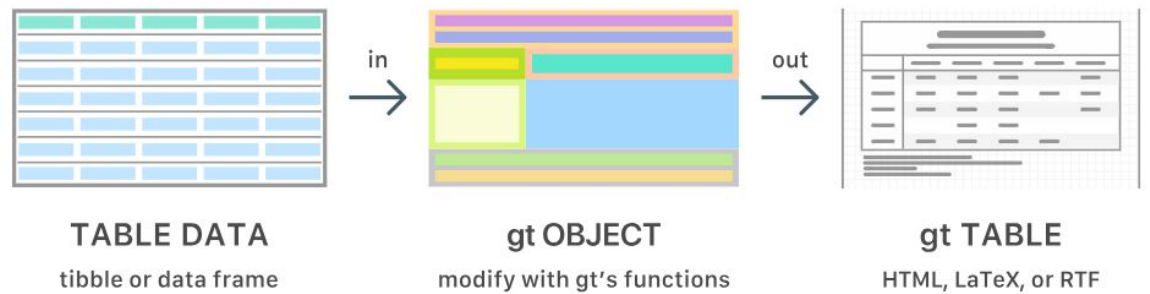 in
out
TABLE DATA
gt OBJECT
gt TABLE
tibble or data frame
modify with gt's functions
HTML, LaTeX, or RTF